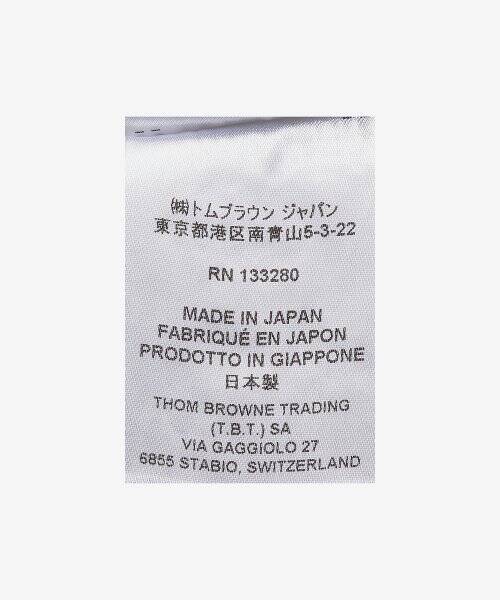 ㈱トムブラウン ジャパン
東京都港区南青山5-3-22
RN 133280
MADE IN JAPAN
FABRIQUÉ EN JAPON
PRODOTTO IN GIAPPONE
日本製
THOM BROWNE TRADING
(T.B.T.) SA
VIA GAGGIOLO 27
6855 STABIO, SWITZERLAND